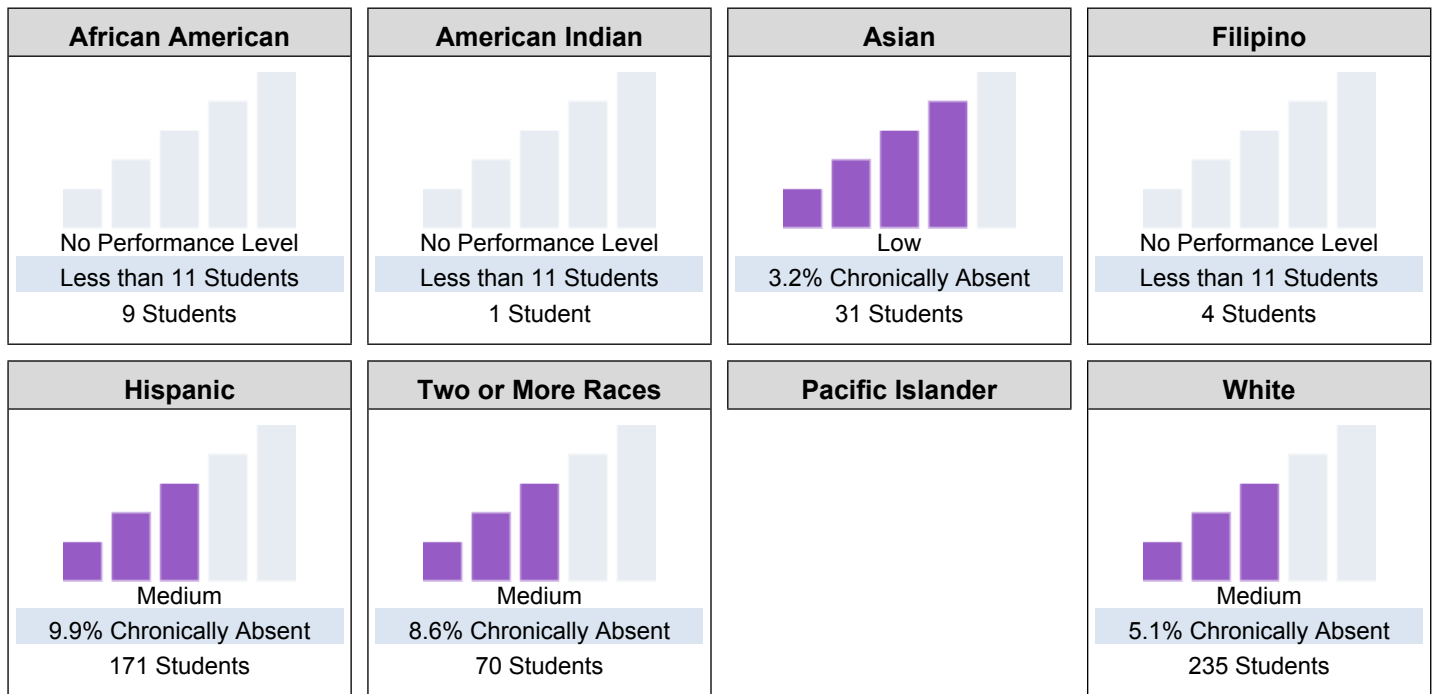 African American
No Performance Level
Less than 11 Students
9 Students
American Indian
No Performance Level
Less than 11 Students
1 Student
Asian
Low
3.2% Chronically Absent
31 Students
Filipino
No Performance Level
Less than 11 Students
4 Students
Hispanic
Medium
9.9% Chronically Absent
171 Students
Two or More Races
Medium
8.6% Chronically Absent
70 Students
Pacific Islander
White
Medium
5.1% Chronically Absent
235 Students